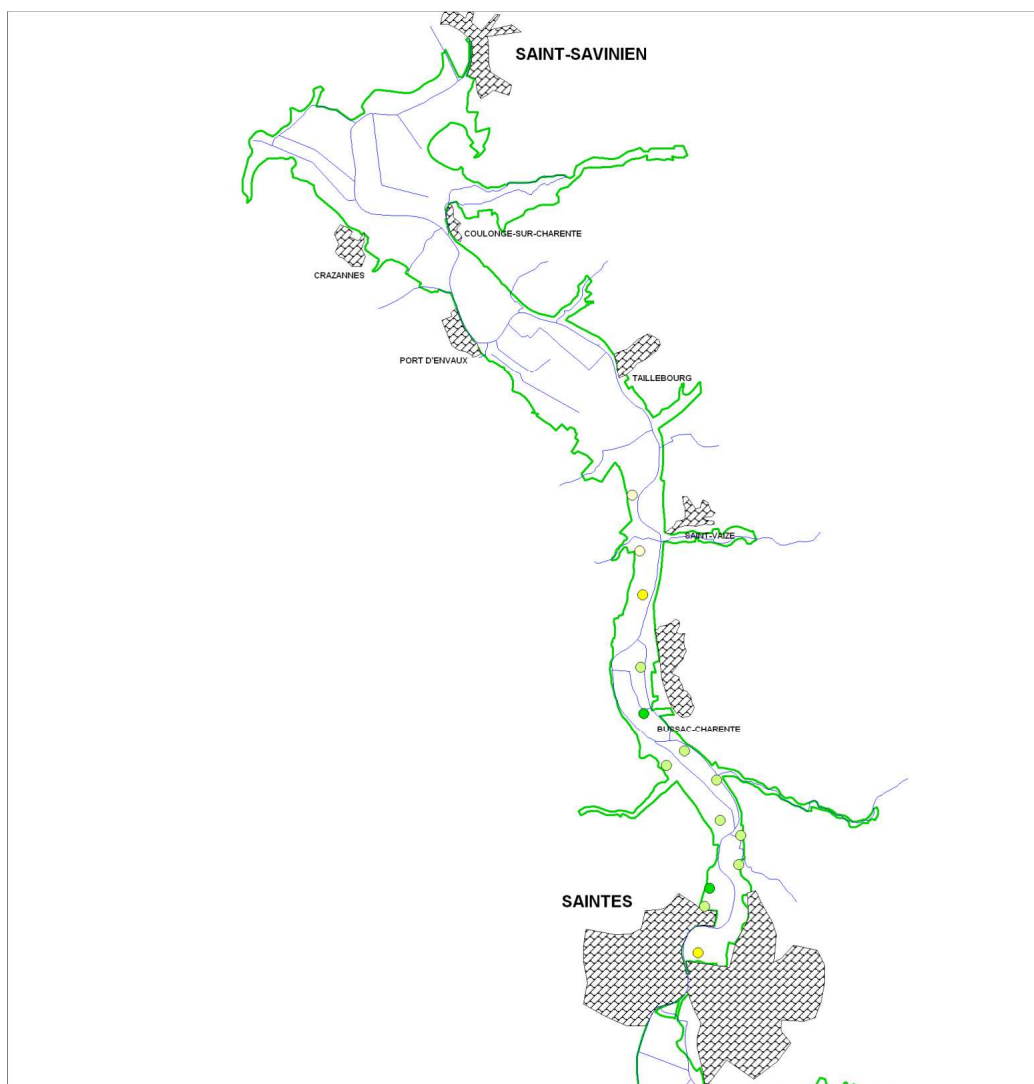 SAINT-SAVINIEN
COULONGE-SUR-CHARENTE
CRAZANNES
PORT D'ENVAUX
TAILLEBOURG
SAINT-VAIZE
BUSSAC-CHARENTE
SAINTES